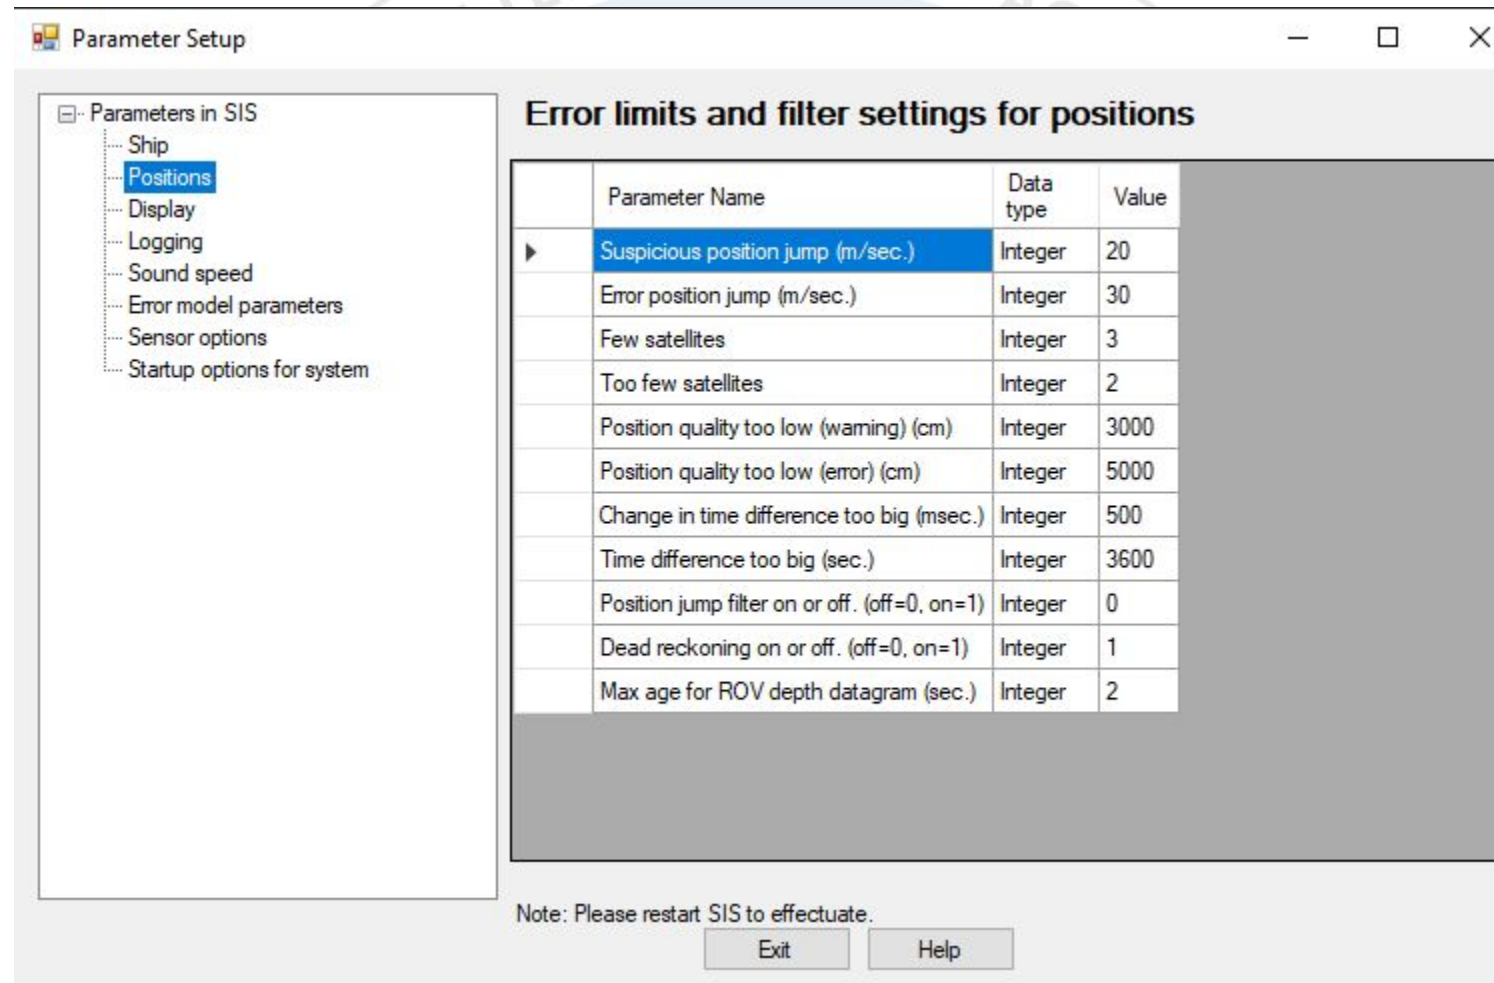 Parameter Setup
Parameters in SIS
Ship
Positions
Display
Logging
Sound speed
Error model parameters
Sensor options
Startup options for system
Error limits and filter settings for positions
Parameter Name Data type Value
Suspicious position jump (m/sec.) Integer 20
Error position jump (m/sec.) Integer 30
Few satellites Integer 3
Too few satellites Integer 2
Position quality too low (warning) (cm) Integer 3000
Position quality too low (error) (cm) Integer 5000
Change in time difference too big (msec.) Integer 500
Time difference too big (sec.) Integer 3600
Position jump filter on or off. (off=0, on=1) Integer 0
Dead reckoning on or off. (off=0, on=1) Integer 1
Max age for ROV depth datagram (sec.) Integer 2
Note: Please restart SIS to effectuate.
Exit Help